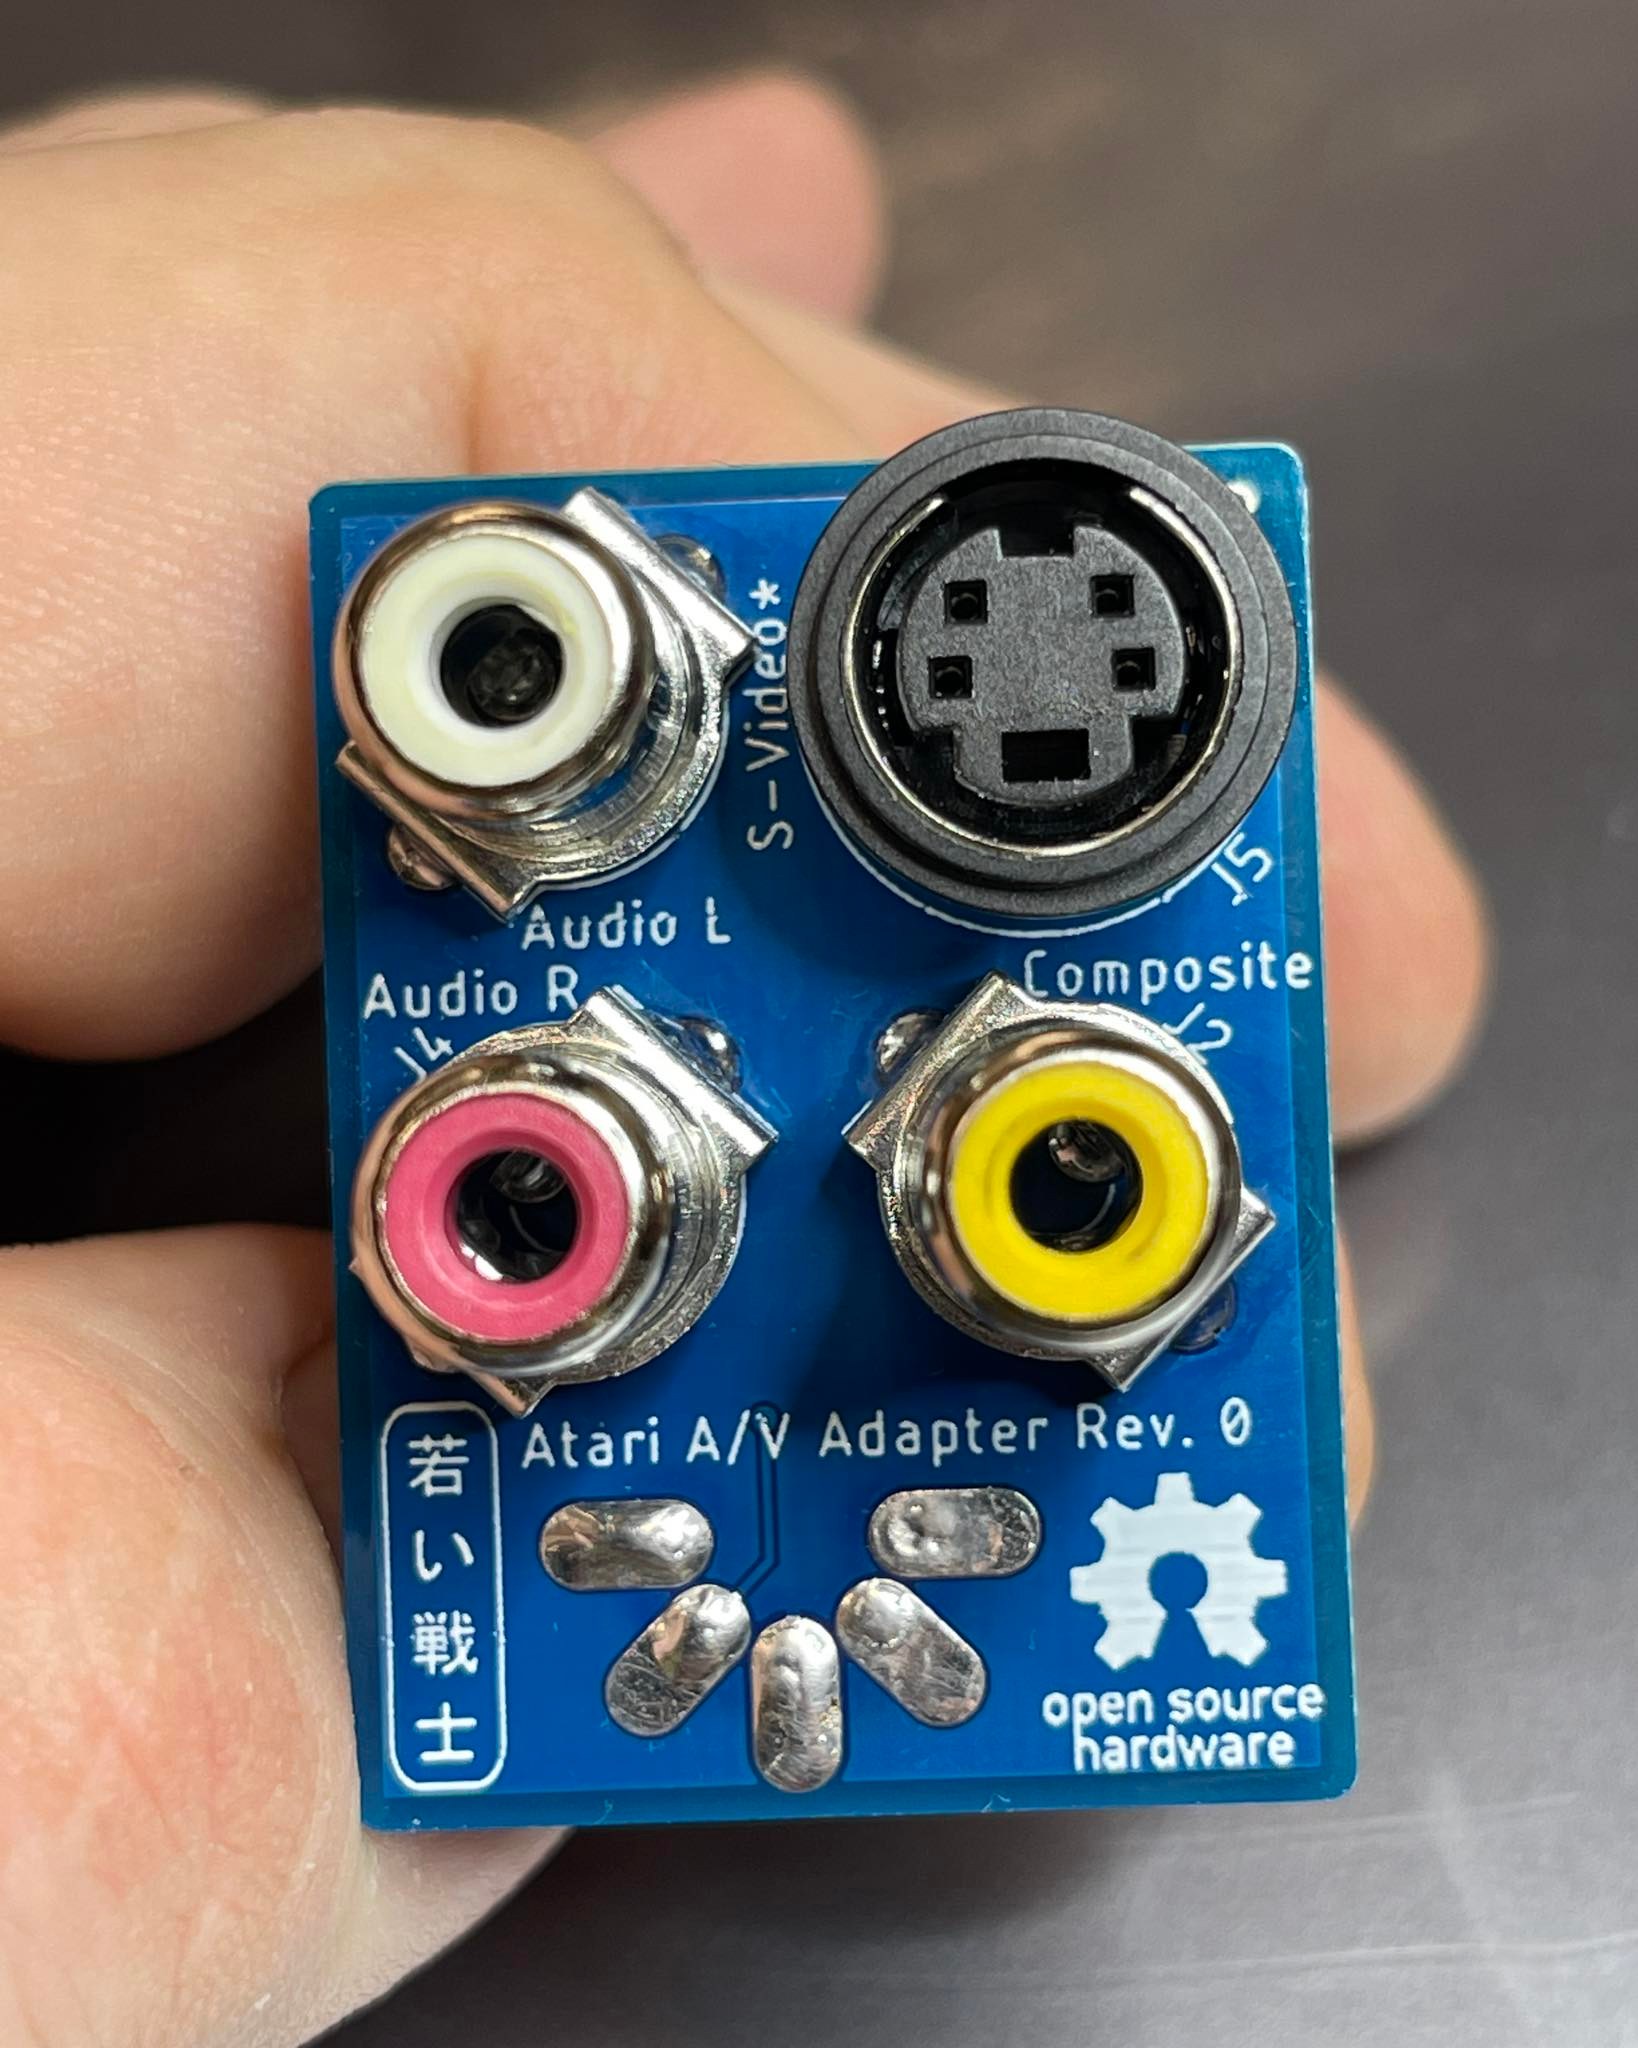 S-Video*
J5
Audio L
Audio R
J4
Composite
J2
Atari A/V Adapter Rev. 0
若い戦士
open source
hardware